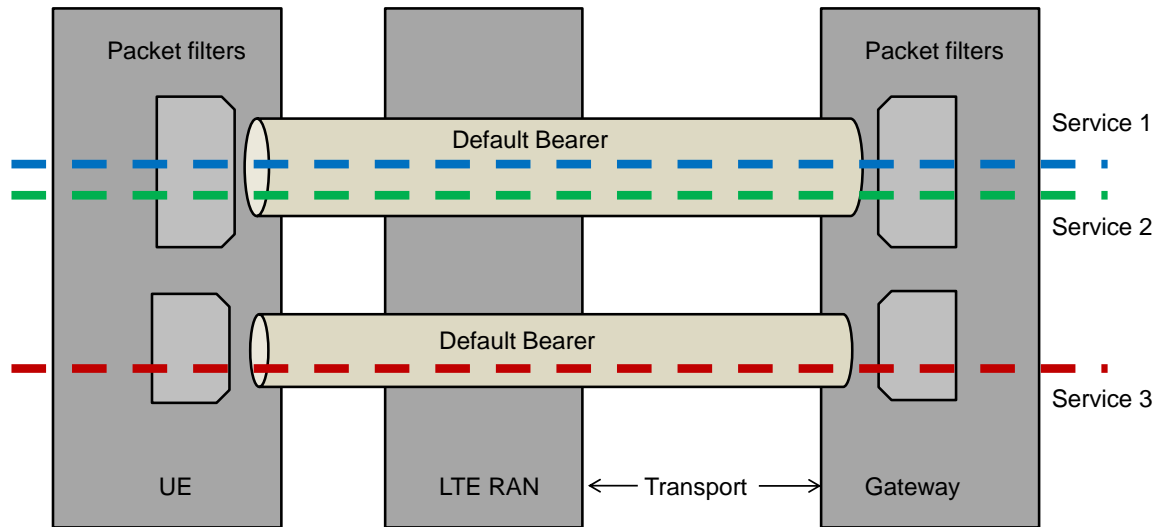 Packet filters
Packet filters
Service 1
Default Bearer
Service 2
Default Bearer
Service 3
UE
LTE RAN
Transport
Gateway